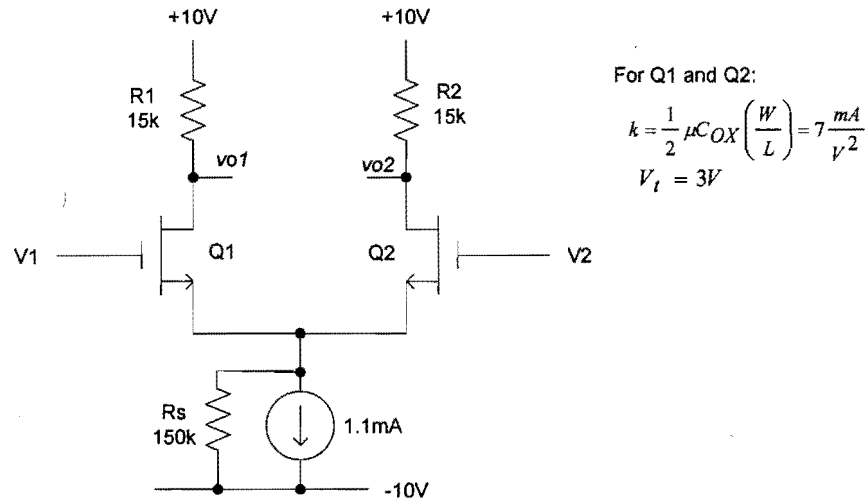 +10V
+10V
R1
15k
R2
15k
For Q1 and Q2:
k = 1/2 μC_OX (W/L) = 7 mA/V^2
V_t = 3V
vo1
vo2
V1
Q1
Q2
V2
Rs
150k
1.1mA
-10V